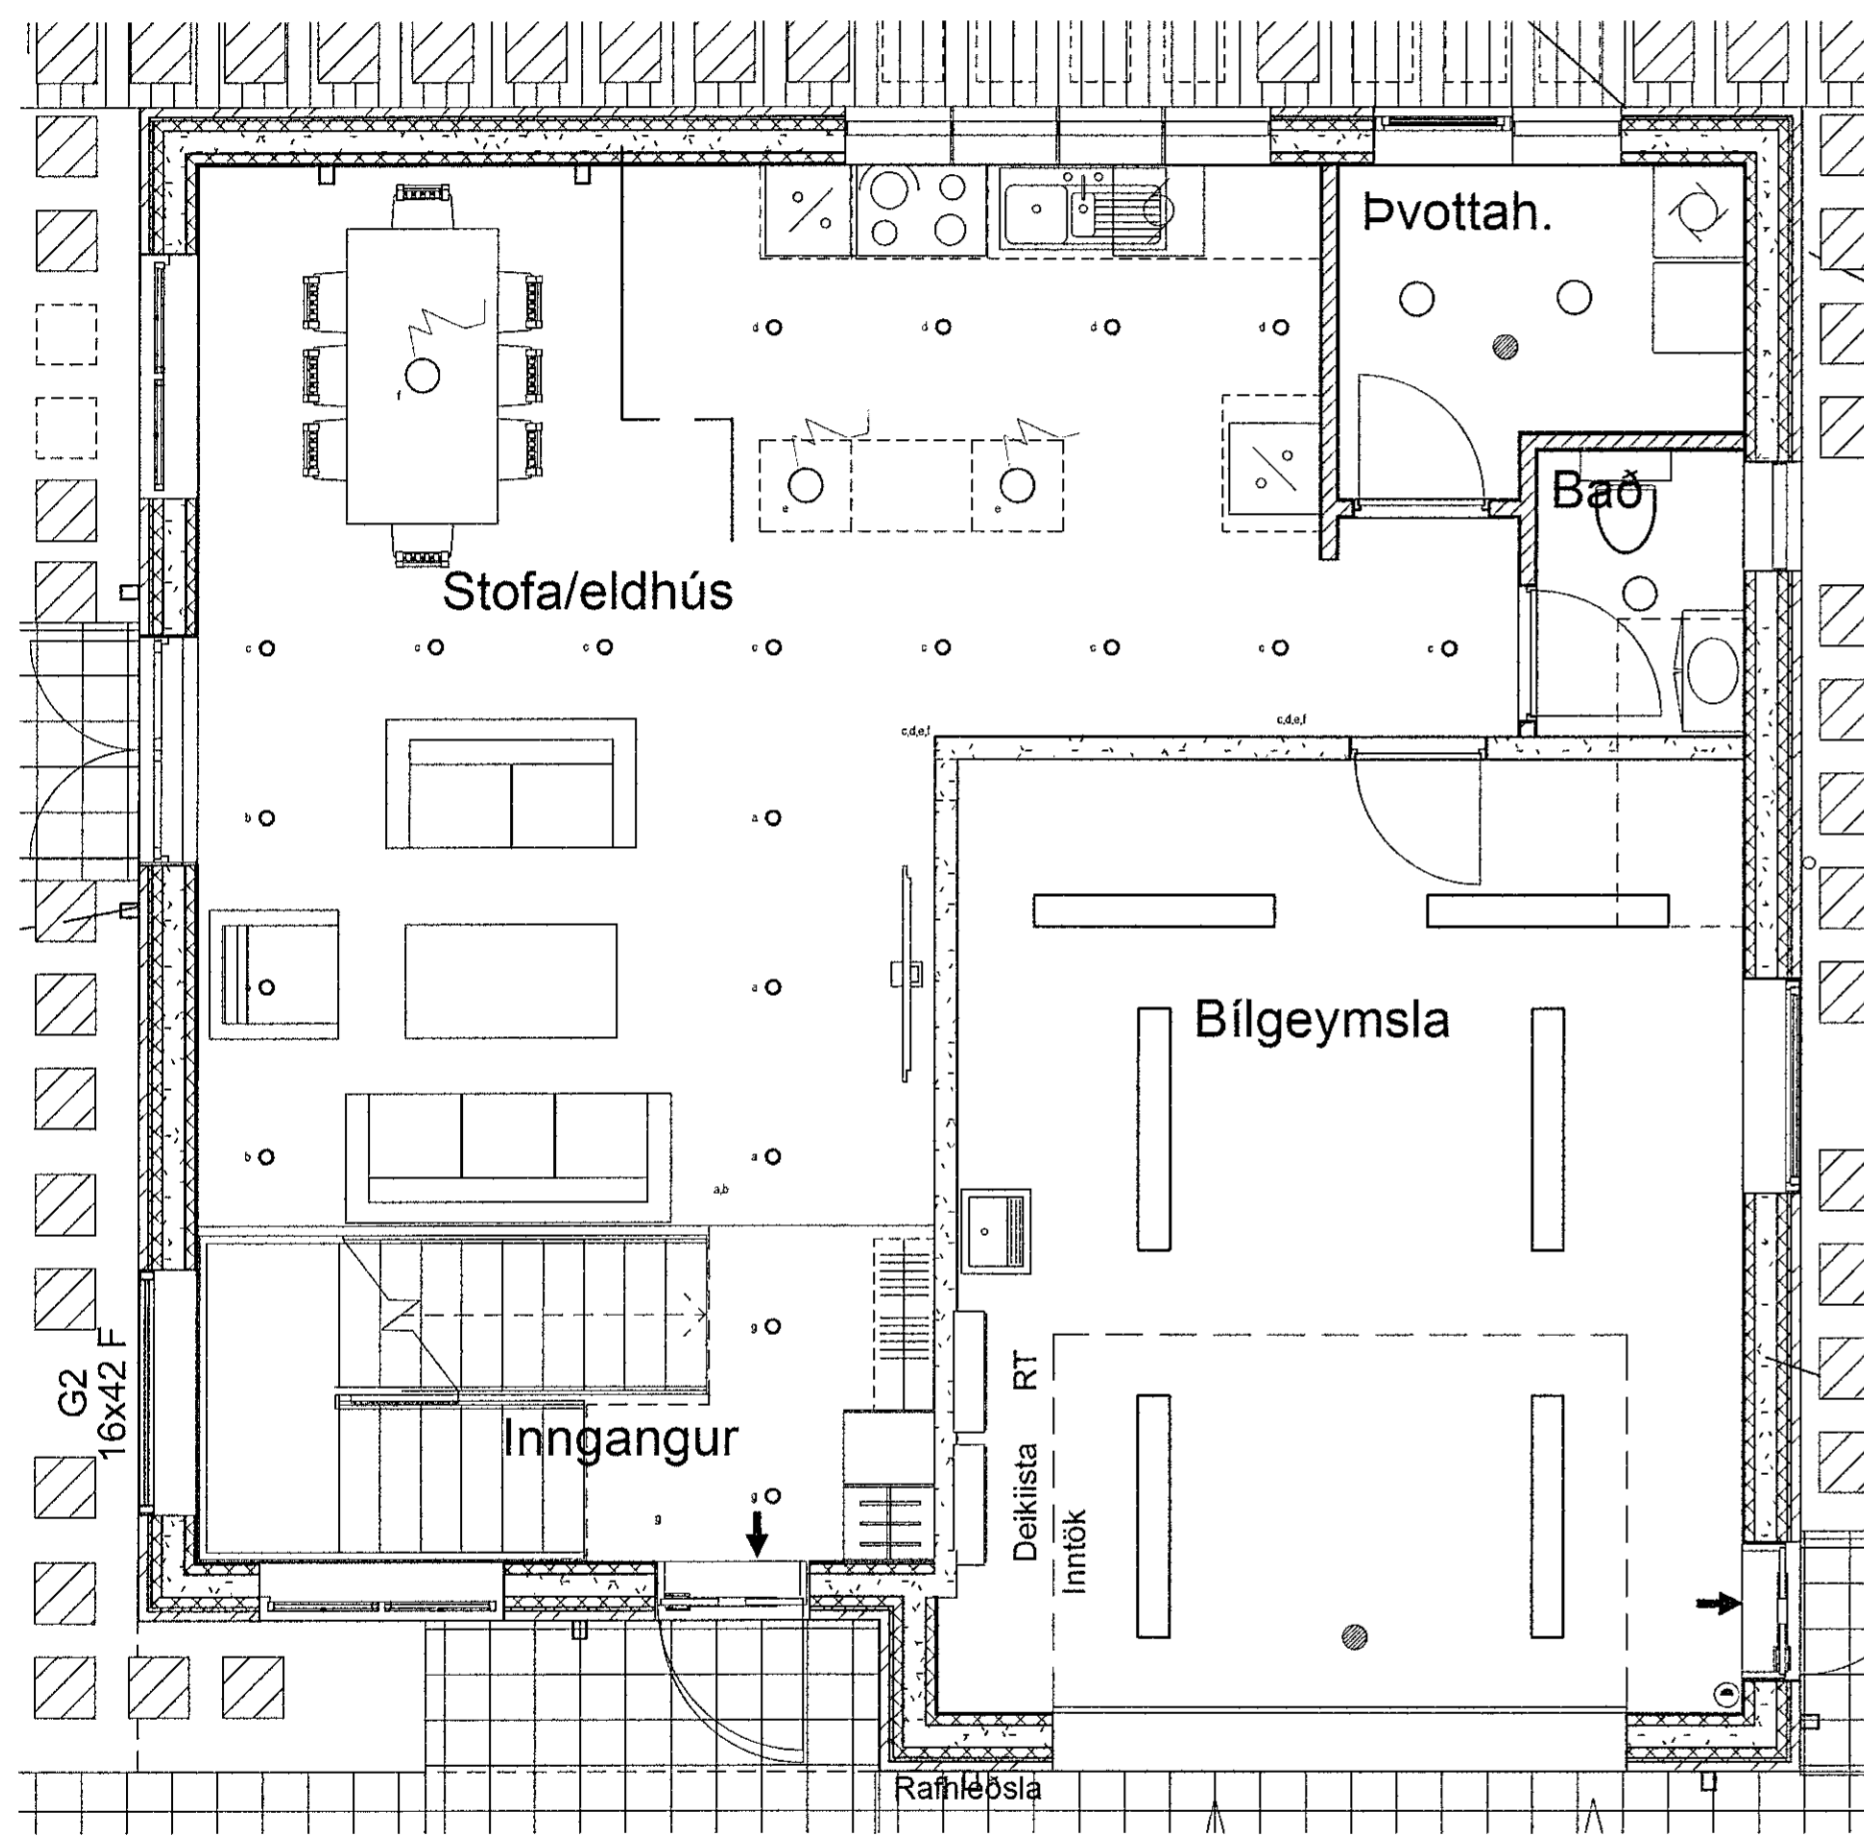 Þvottah.
d
d
d
d
f
e
e
Bað
Stofa/eldhús
c
c
c
c
c
c
c
c
c,d,e,f
c,d,e,f
b
a
a
Bílgeymsla
b
a
a,b
g
G2
16x42 F
RT
Inngangur
Deikiista
Inntök
g
g
Rafhleðsla